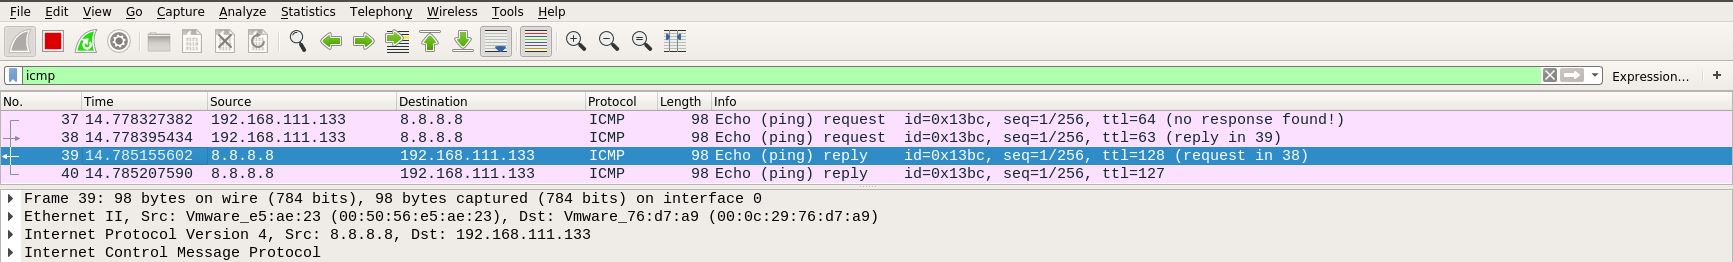 File Edit View Go Capture Analyze Statistics Telephony Wireless Tools Help
icmp Expression... +
No. Time Source Destination Protocol Length Info
37 14.778327382 192.168.111.133 8.8.8.8 ICMP 98 Echo (ping) request id=0x13bc, seq=1/256, ttl=64 (no response found!)
38 14.778395434 192.168.111.133 8.8.8.8 ICMP 98 Echo (ping) request id=0x13bc, seq=1/256, ttl=63 (reply in 39)
39 14.785155602 8.8.8.8 192.168.111.133 ICMP 98 Echo (ping) reply id=0x13bc, seq=1/256, ttl=128 (request in 38)
40 14.785207590 8.8.8.8 192.168.111.133 ICMP 98 Echo (ping) reply id=0x13bc, seq=1/256, ttl=127
Frame 39: 98 bytes on wire (784 bits), 98 bytes captured (784 bits) on interface 0
Ethernet II, Src: Vmware_e5:ae:23 (00:50:56:e5:ae:23), Dst: Vmware_76:d7:a9 (00:0c:29:76:d7:a9)
Internet Protocol Version 4, Src: 8.8.8.8, Dst: 192.168.111.133
Internet Control Message Protocol